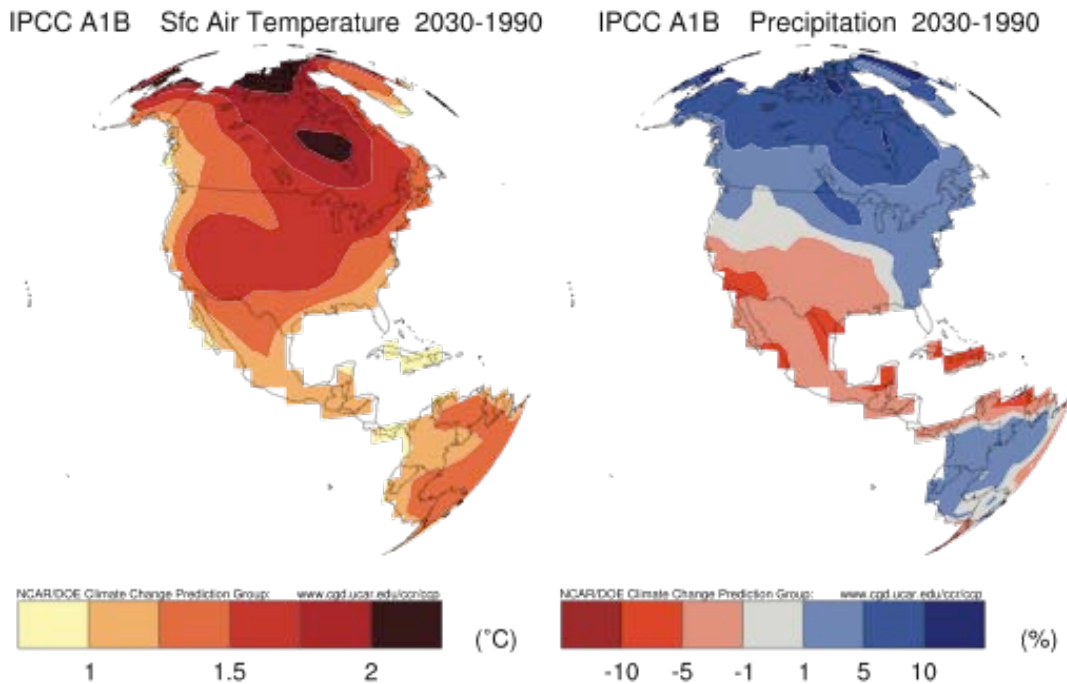 IPCC A1B Sfc Air Temperature 2030-1990
IPCC A1B Precipitation 2030-1990
NCAR/DOE Climate Change Prediction Group: www.cgd.ucar.edu/ccr/ccp
1 1.5 2 (°C)
NCAR/DOE Climate Change Prediction Group: www.cgd.ucar.edu/ccr/ccp
-10 -5 -1 1 5 10 (%)